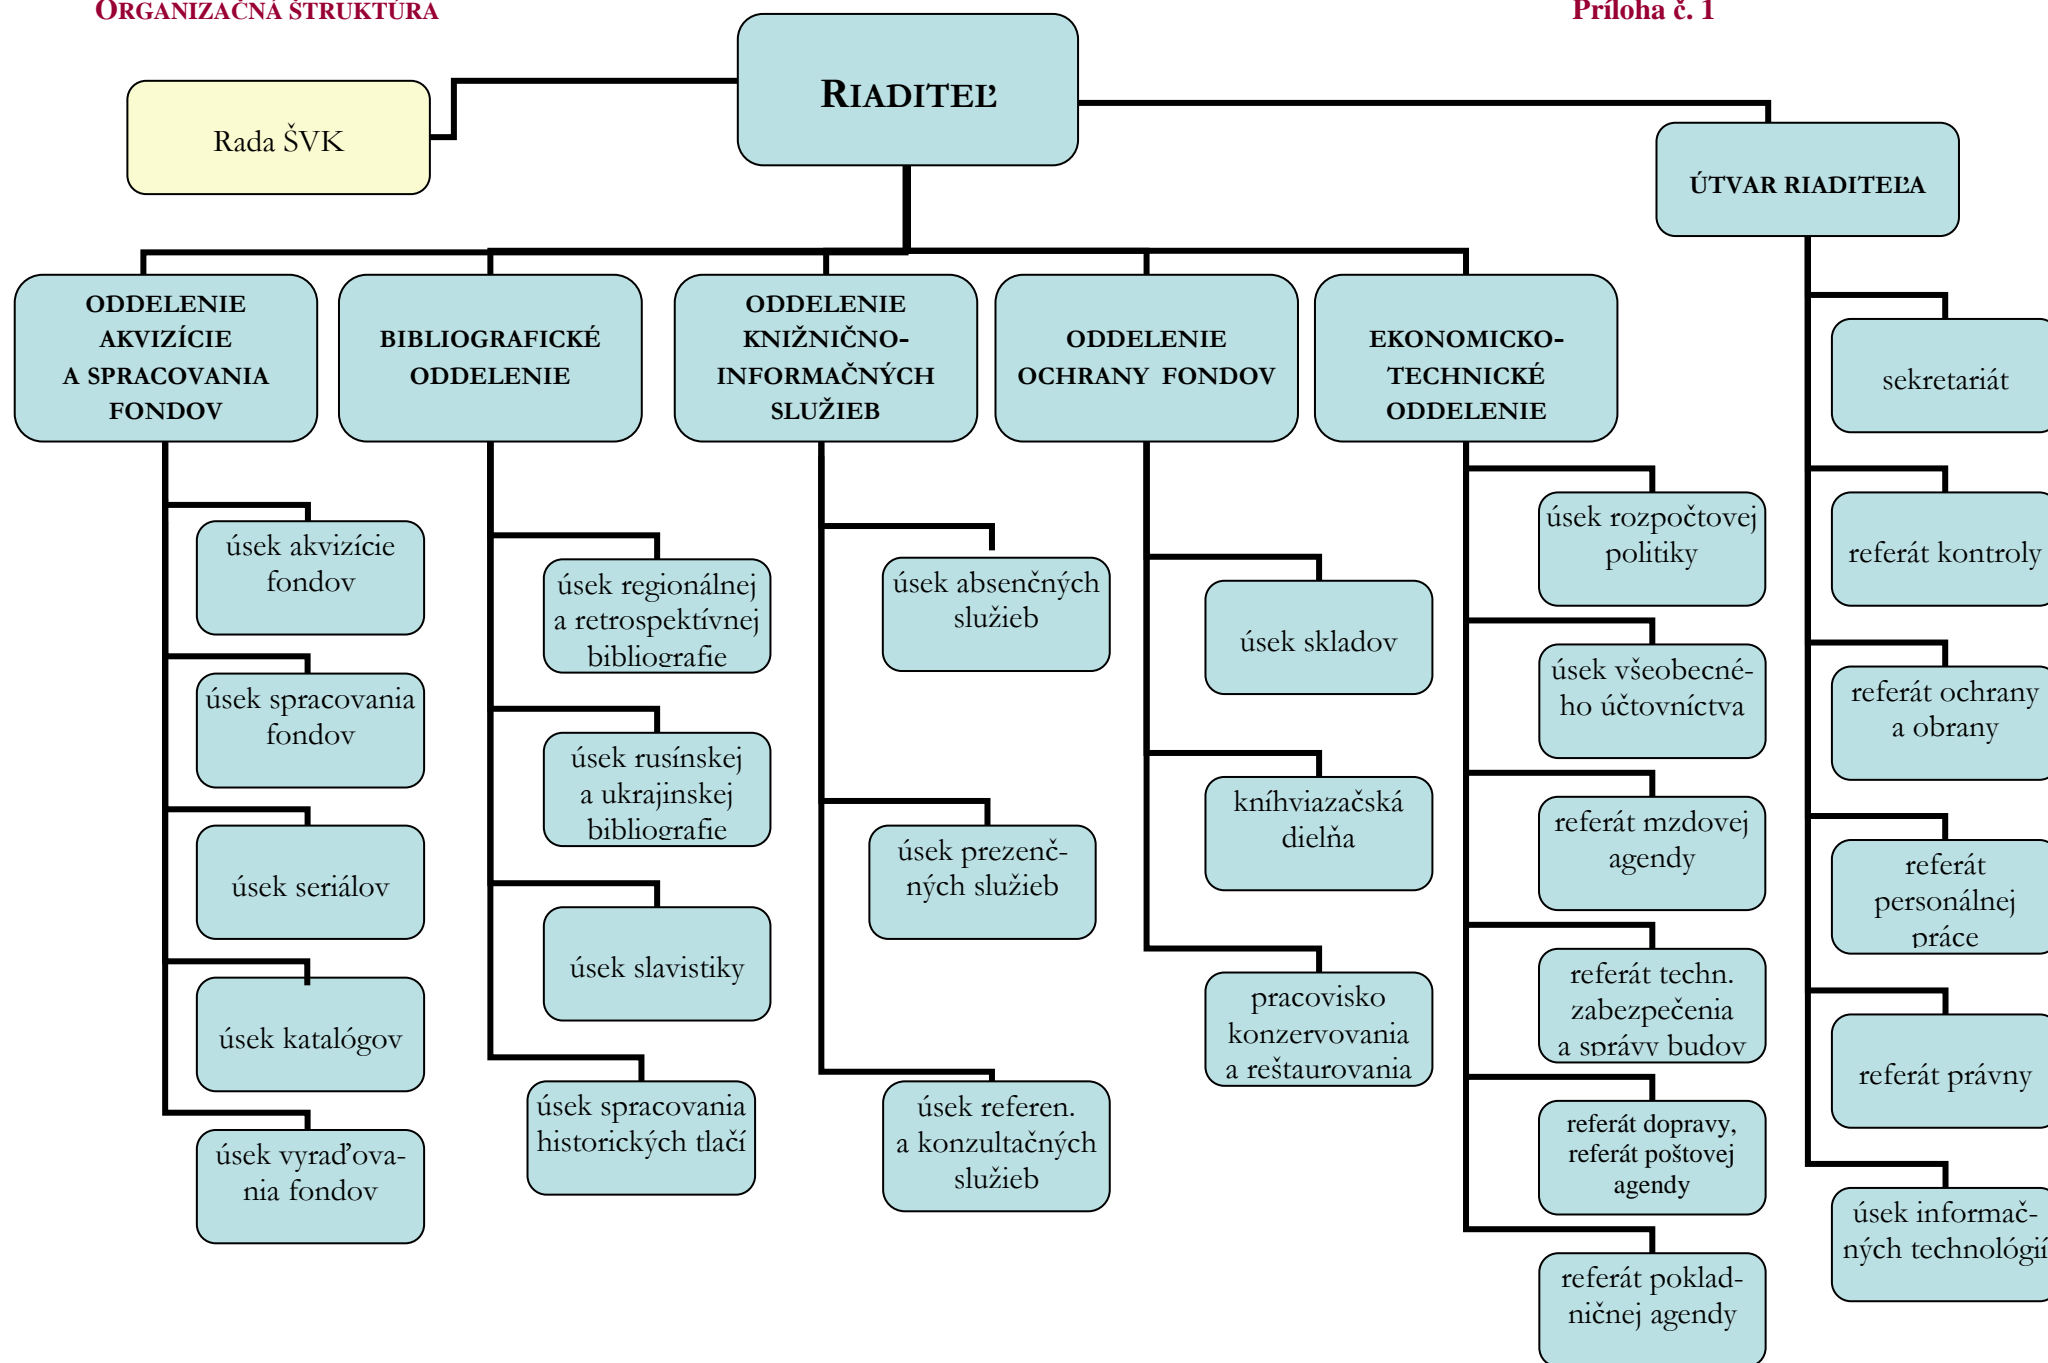 ORGANIZAČNÁ ŠTRUKTÚRA
Príloha č. 1
RIADITEĽ
Rada ŠVK
ÚTVAR RIADITEĽA
ODDELENIE
AKVIZÍCIE
A SPRACOVANIA
FONDOV
BIBLIOGRAFICKÉ
ODDELENIE
ODDELENIE
KNIŽNIČNO-
INFORMAČNÝCH
SLUŽIEB
ODDELENIE
OCHRANY FONDOV
EKONOMICKO-
TECHNICKÉ
ODDELENIE
úsek akvizície
fondov
úsek spracovania
fondov
úsek seriálov
úsek katalógov
úsek vyraďova-
nia fondov
úsek regionálnej
a retrospektívnej
bibliografie
úsek rusínskej
a ukrajinskej
bibliografie
úsek slavistiky
úsek spracovania
historických tlačí
úsek absenčných
služieb
úsek prezenč-
ných služieb
úsek referen.
a konzultačných
služieb
úsek skladov
kníhviazačská
dielňa
pracovisko
konzervovania
a reštaurovania
úsek rozpočtovej
politiky
úsek všeobecné-
ho účtovníctva
referát mzdovej
agendy
referát techn.
zabezpečenia
a správy budov
referát dopravy,
referát poštovej
agendy
referát poklad-
ničnej agendy
sekretariát
referát kontroly
referát ochrany
a obrany
referát
personálnej
práce
referát právny
úsek informač-
ných technológií